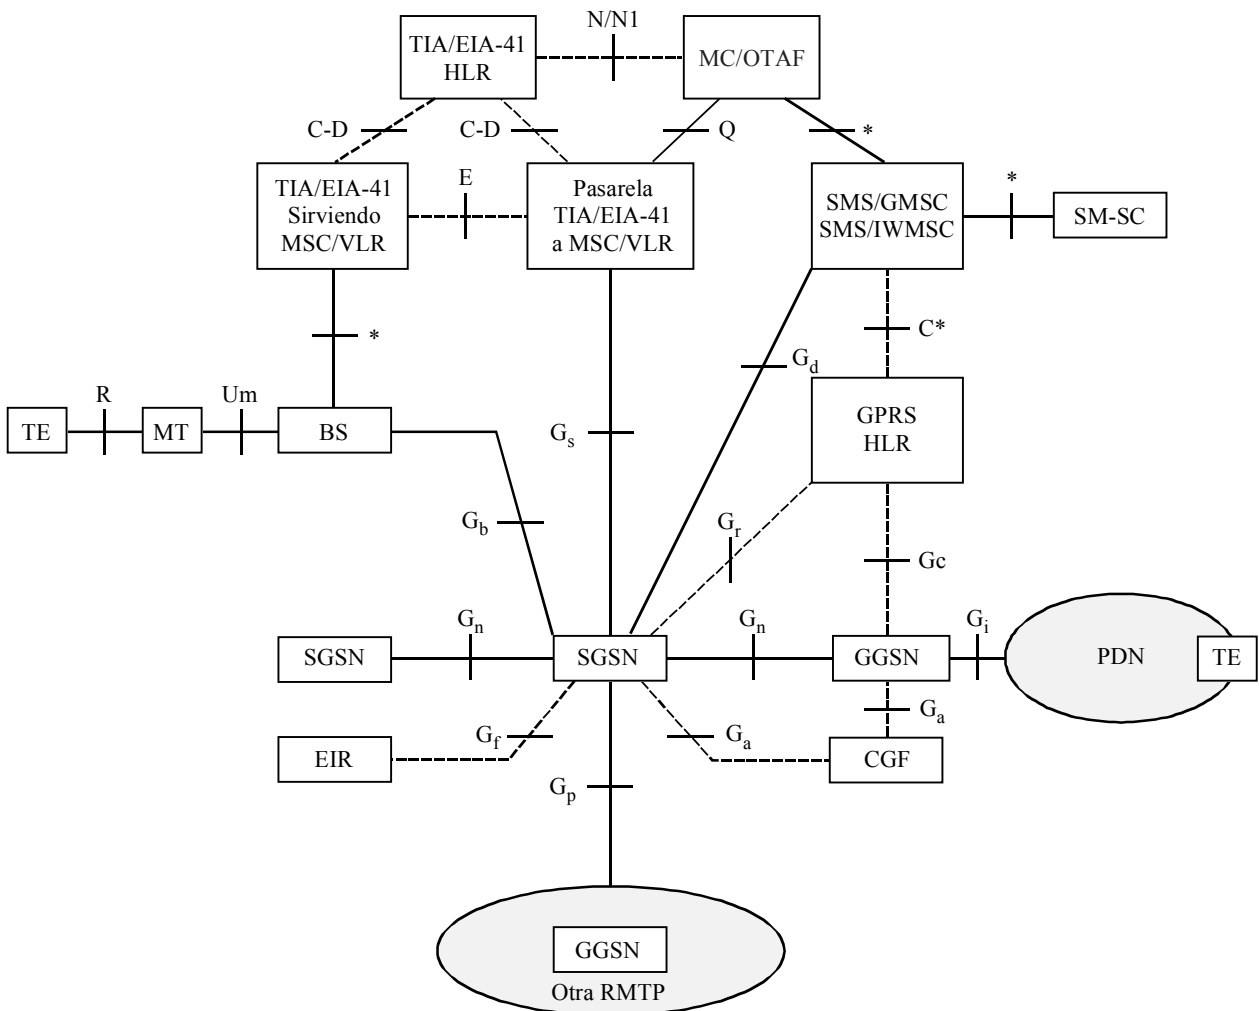 N/N1
TIA/EIA-41
HLR
MC/OTAF
C-D
C-D
Q
*
TIA/EIA-41
Sirviendo
MSC/VLR
E
Pasarela
TIA/EIA-41
a MSC/VLR
SMS/GMSC
SMS/IWMSC
*
SM-SC
*
C*
Gd
R
Um
TE
MT
BS
Gs
GPRS
HLR
Gb
Gr
Gc
Gn
Gn
Gi
SGSN
SGSN
GGSN
PDN
TE
Gf
Ga
Ga
EIR
CGF
Gp
GGSN
Otra RMTP